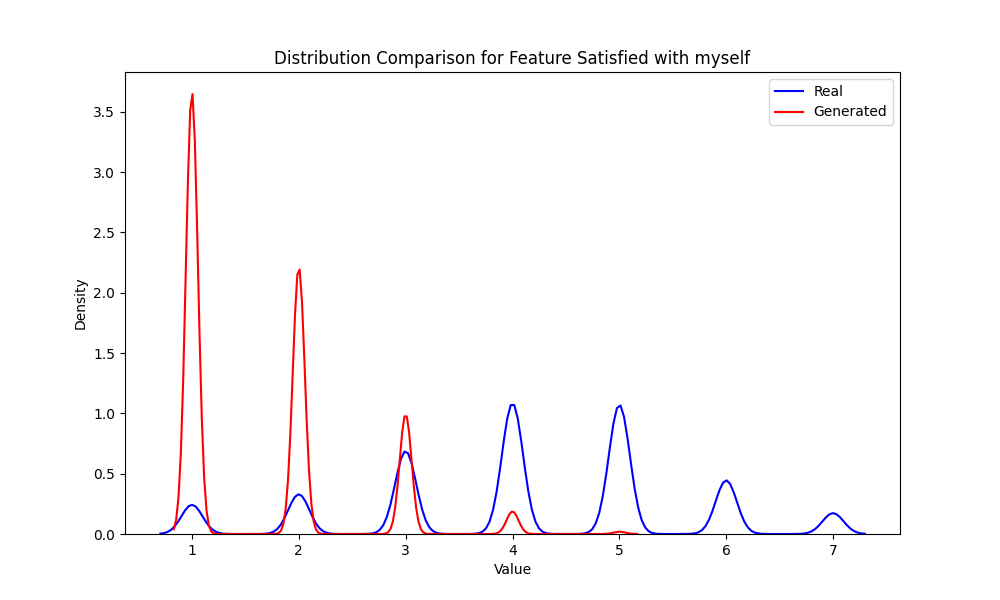 Distribution Comparison for Feature Satisfied with myself
Real
Generated
3.5
3.0
2.5
2.0
1.5
1.0
0.5
0.0
Density
1 2 3 4 5 6 7
Value